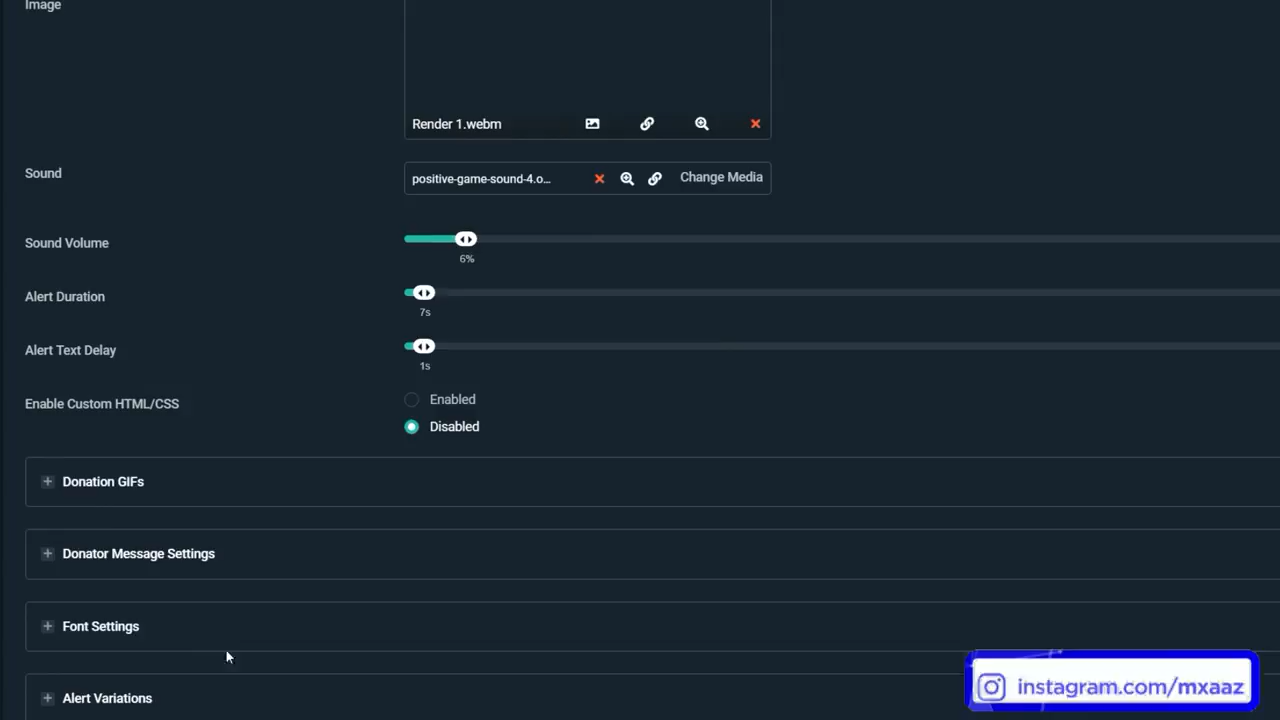 Image
Render 1.webm
Sound
positive-game-sound-4.o...
Change Media
Sound Volume
6%
Alert Duration
7s
Alert Text Delay
1s
Enable Custom HTML/CSS
Enabled
Disabled
Donation GIFs
Donator Message Settings
Font Settings
Alert Variations
instagram.com/mxaaz